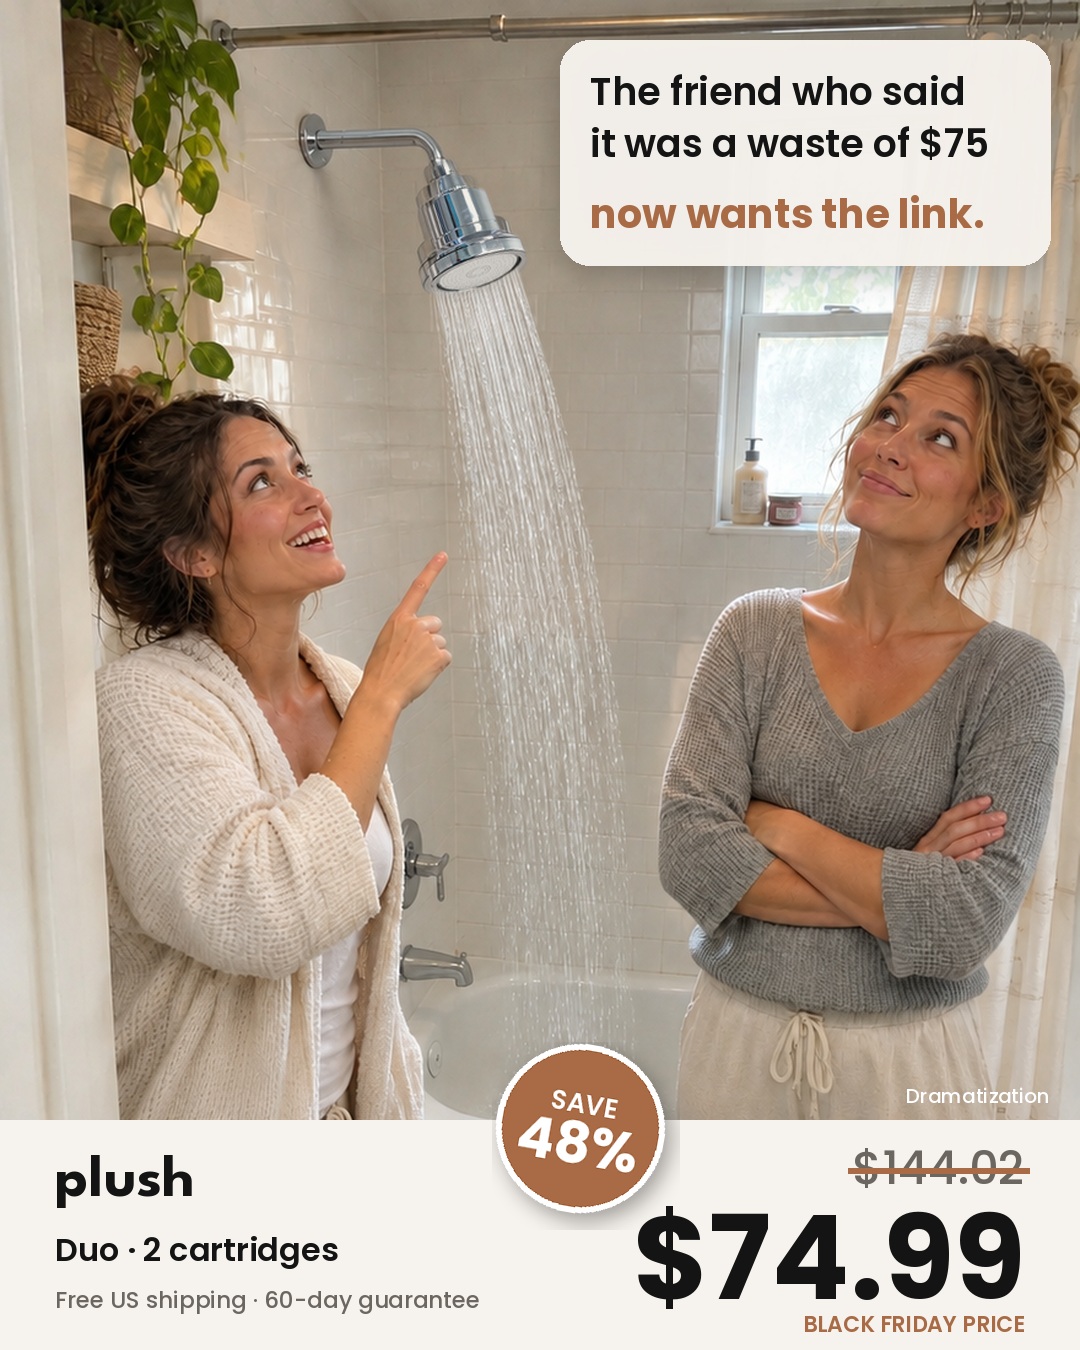 The friend who said
it was a waste of $75
now wants the link.
Dramatization
SAVE
48%
plush
Duo · 2 cartridges
Free US shipping · 60-day guarantee
$144.02
$74.99
BLACK FRIDAY PRICE